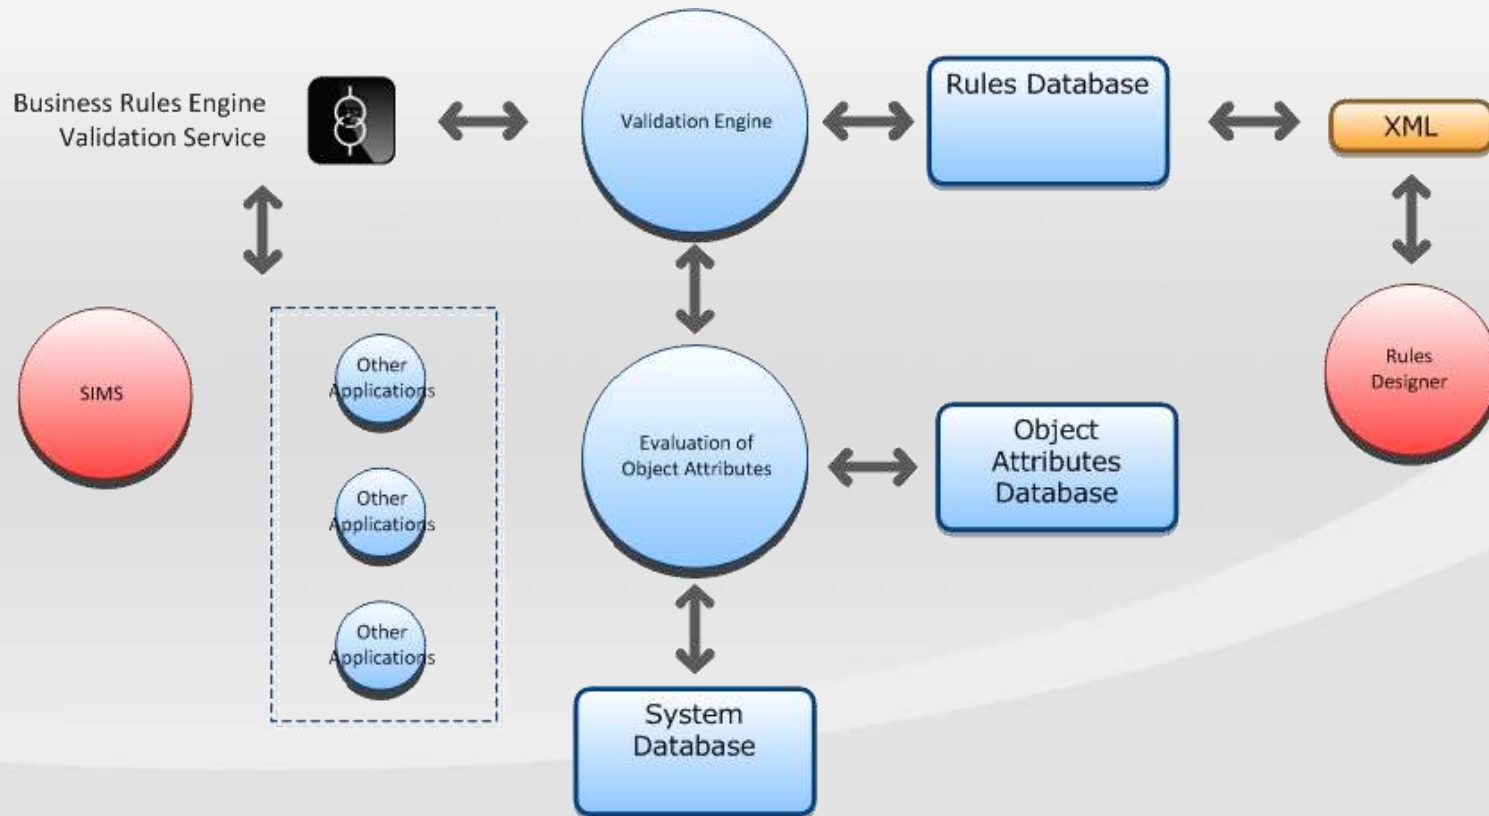 Business Rules Engine
Validation Service
Validation Engine
Rules Database
XML
SIMS
Other
Applications
Other
Applications
Other
Applications
Evaluation of
Object Attributes
Object
Attributes
Database
Rules
Designer
System
Database